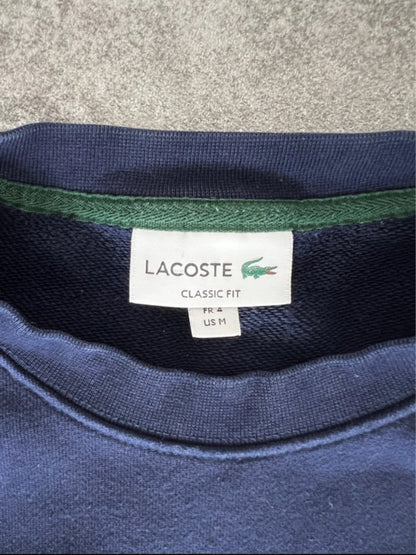 LACOSTE
CLASSIC FIT
FR 4
US M